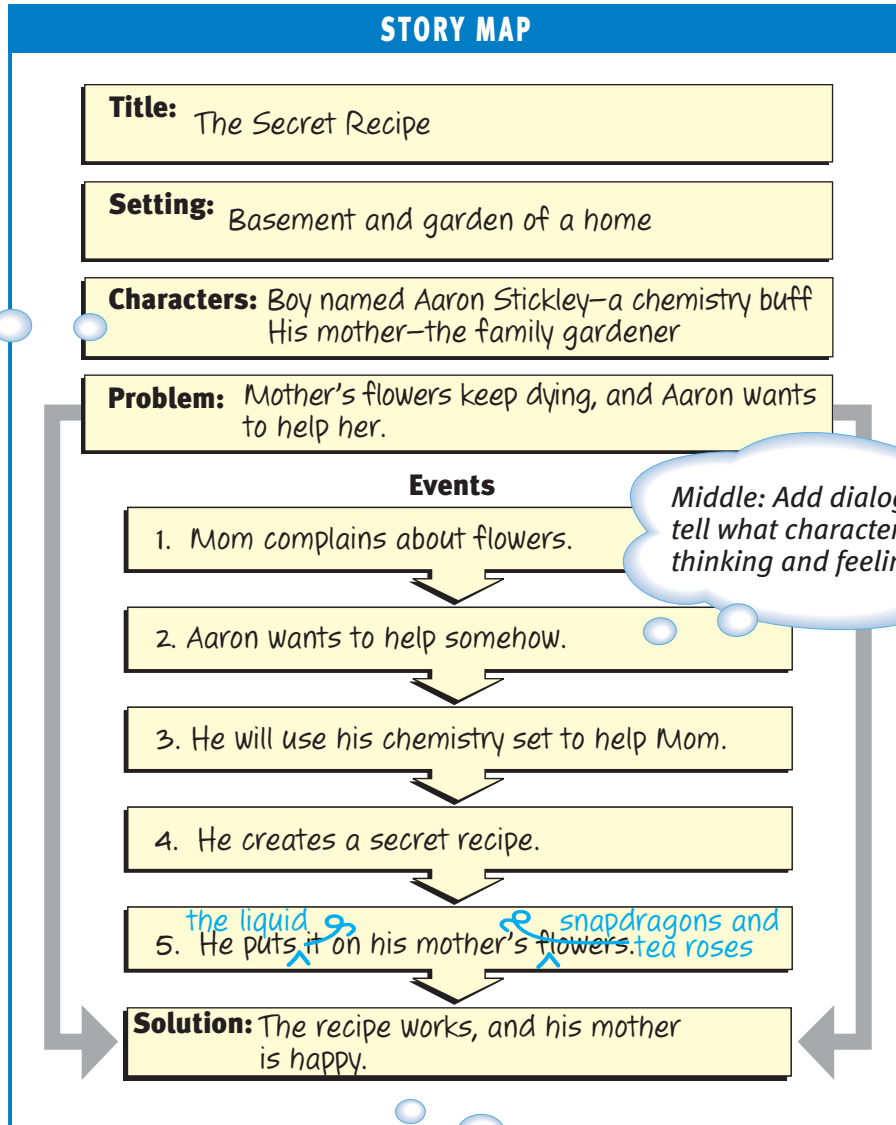 STORY MAP
Title: The Secret Recipe
Setting: Basement and garden of a home
Characters: Boy named Aaron Stickley–a chemistry buff
His mother–the family gardener
Problem: Mother's flowers keep dying, and Aaron wants
to help her.
Events
Middle: Add
tell what
thinking and
1. Mom complains about flowers.
2. Aaron wants to help somehow.
3. He will use his chemistry set to help Mom.
4. He creates a secret recipe.
the liquid snapdragons and
5. He puts it on his mother's flowers. tea roses
Solution: The recipe works, and his mother
is happy.